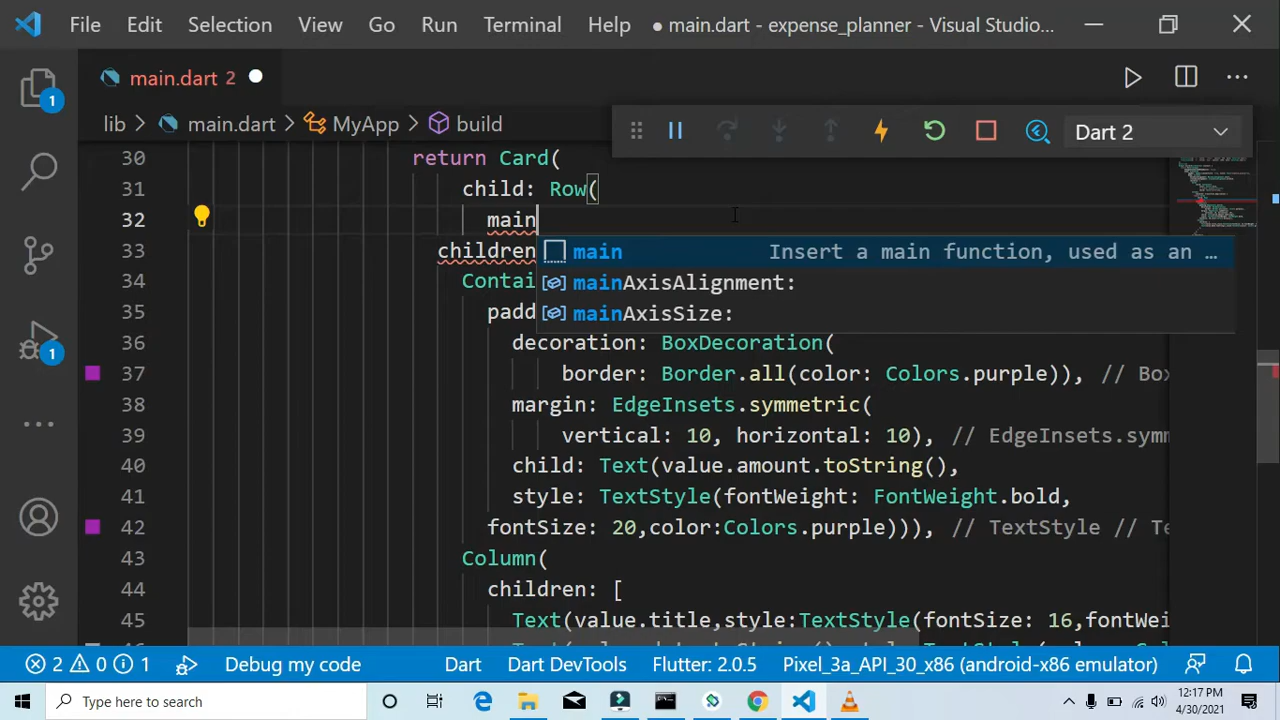 File Edit Selection View Go Run Terminal Help ● main.dart - expense_planner - Visual Studio...
main.dart 2
lib > main.dart > MyApp > build
Dart 2
1
1
30 return Card(
31 child: Row(
32 main
33 children
main Insert a main function, used as an ...
34 Contai
mainAxisAlignment:
35 padd
mainAxisSize:
36 decoration: BoxDecoration(
37 border: Border.all(color: Colors.purple)), // Box
38 margin: EdgeInsets.symmetric(
39 vertical: 10, horizontal: 10), // EdgeInsets.symm
40 child: Text(value.amount.toString(),
41 style: TextStyle(fontWeight: FontWeight.bold,
42 fontSize: 20,color:Colors.purple))), // TextStyle // Te
43 Column(
44 children: [
45 Text(value.title,style:TextStyle(fontSize: 16,fontWei
2 0 1 Debug my code Dart Dart DevTools Flutter: 2.0.5 Pixel_3a_API_30_x86 (android-x86 emulator)
Type here to search
12:17 PM
4/30/2021